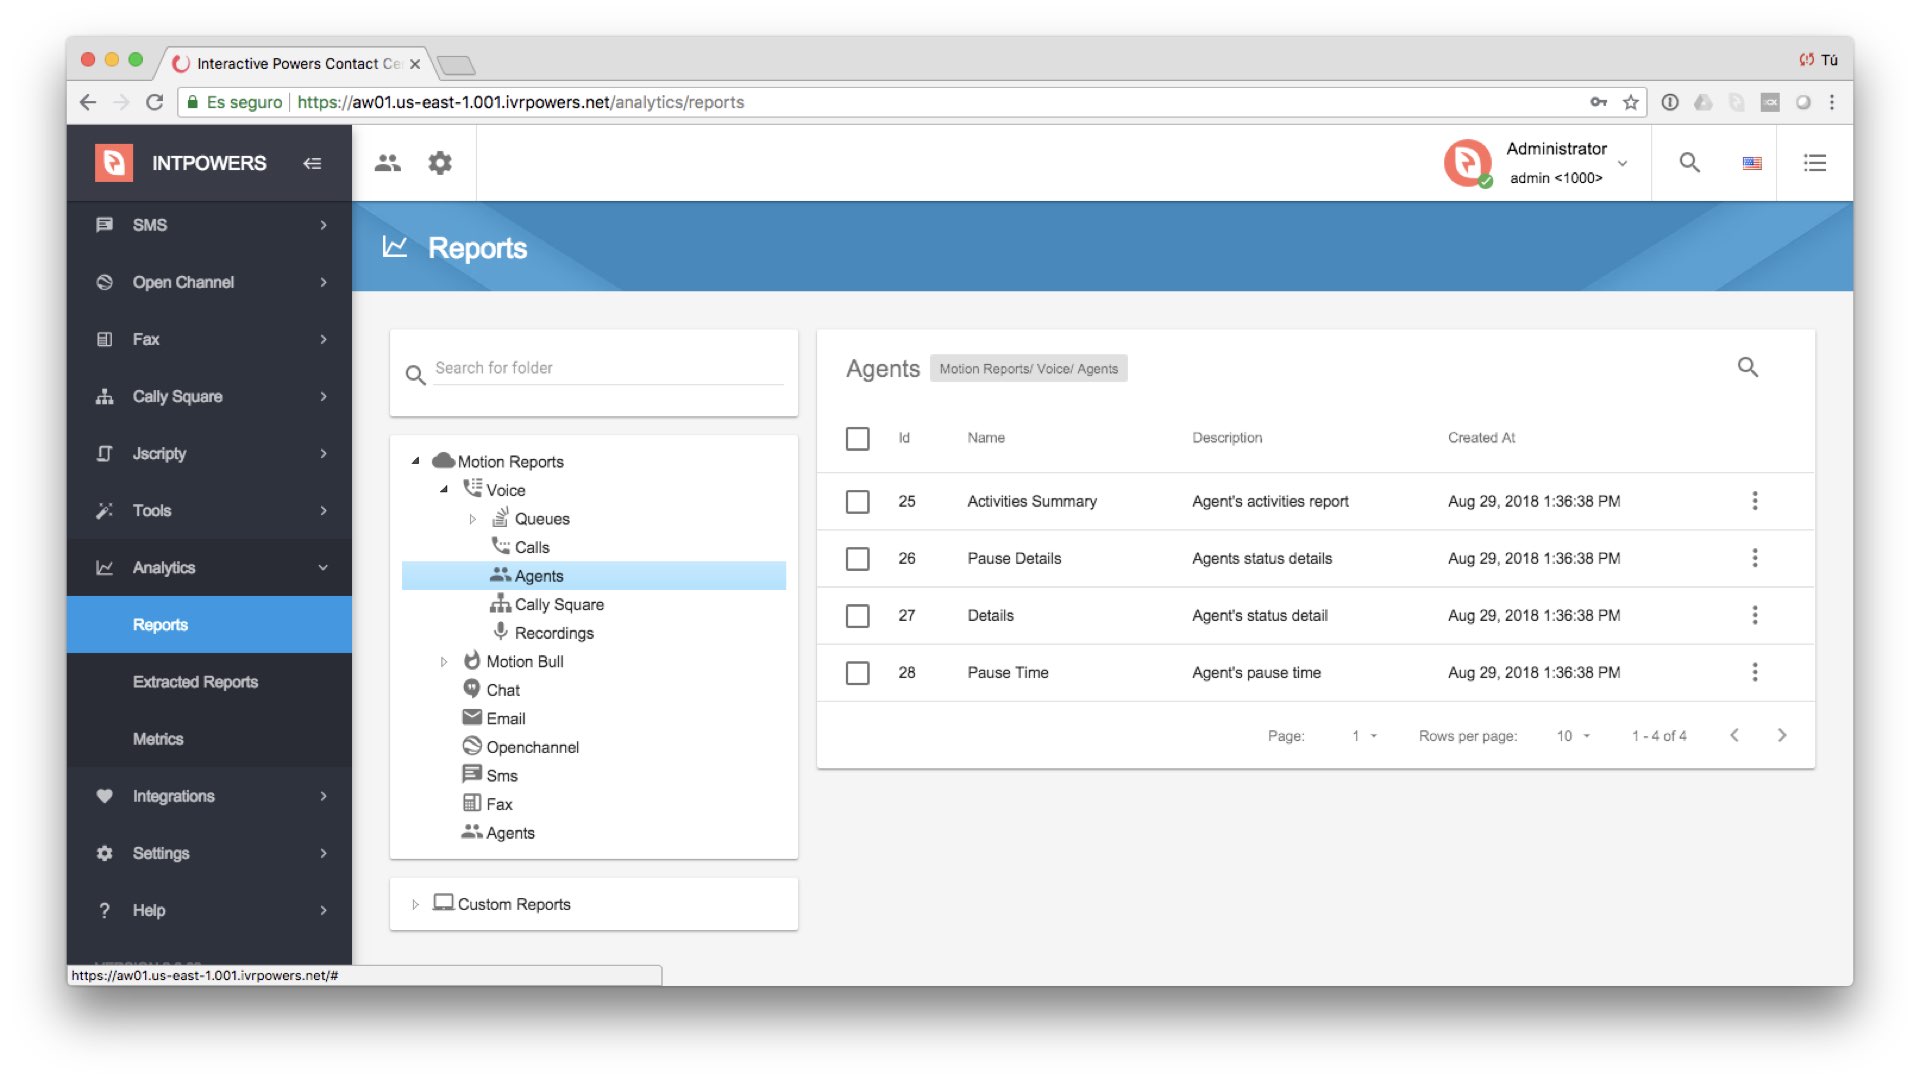 Interactive Powers Contact Ce
Tú
Es seguro
https://aw01.us-east-1.001.ivrpowers.net/analytics/reports
INTPOWERS
Administrator
admin <1000>
SMS
Open Channel
Fax
Cally Square
Jscripty
Tools
Analytics
Reports
Extracted Reports
Metrics
Integrations
Settings
Help
https://aw01.us-east-1.001.ivrpowers.net/#
Reports
Search for folder
Motion Reports
Voice
Queues
Calls
Agents
Cally Square
Recordings
Motion Bull
Chat
Email
Openchannel
Sms
Fax
Agents
Custom Reports
Agents Motion Reports/ Voice/ Agents
Id Name Description Created At
25 Activities Summary Agent's activities report Aug 29, 2018 1:36:38 PM
26 Pause Details Agents status details Aug 29, 2018 1:36:38 PM
27 Details Agent's status detail Aug 29, 2018 1:36:38 PM
28 Pause Time Agent's pause time Aug 29, 2018 1:36:38 PM
Page: 1 Rows per page: 10 1 - 4 of 4